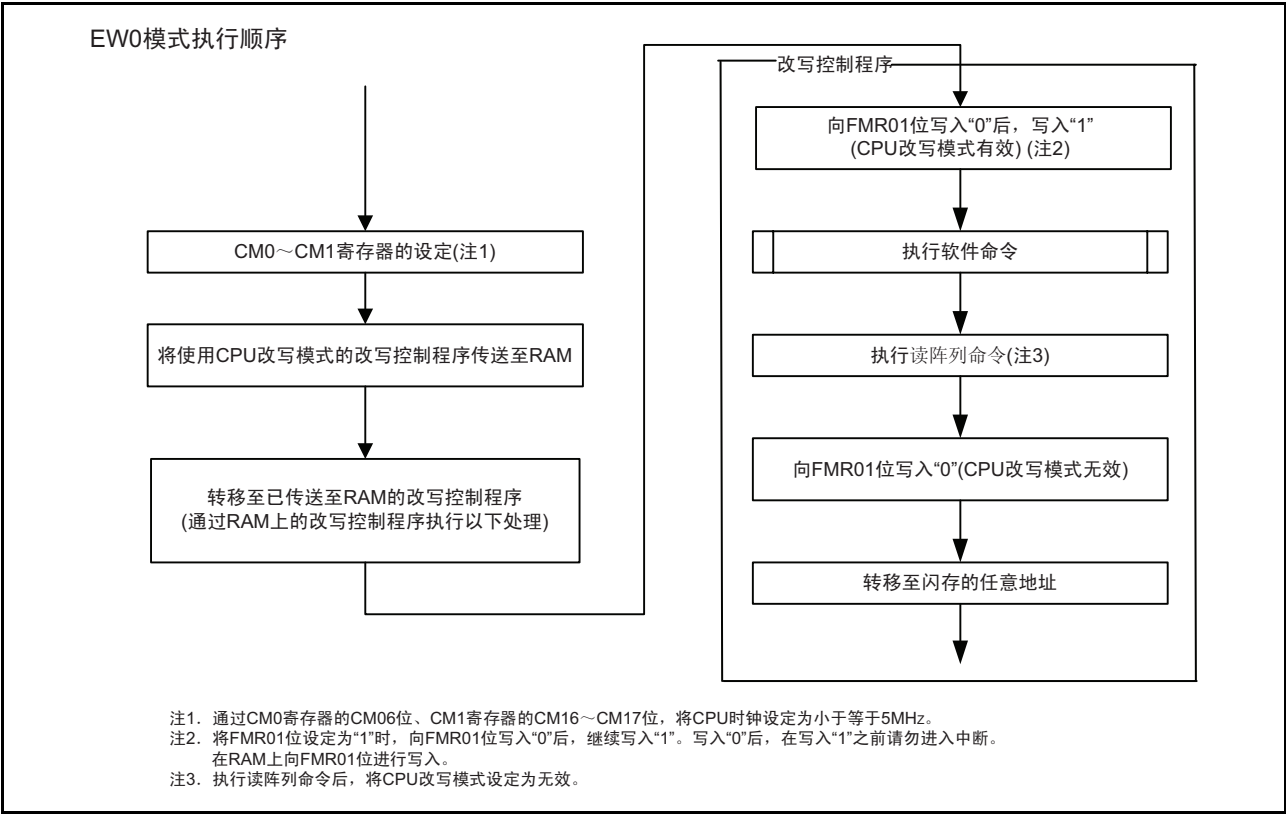 EW0模式执行顺序
CM0～CM1寄存器的设定(注1)
将使用CPU改写模式的改写控制程序传送至RAM
转移至已传送至RAM的改写控制程序
(通过RAM上的改写控制程序执行以下处理)
改写控制程序
向FMR01位写入“0”后，写入“1”
(CPU改写模式有效) (注2)
执行软件命令
执行读阵列命令(注3)
向FMR01位写入“0”(CPU改写模式无效)
转移至闪存的任意地址
注1．通过CM0寄存器的CM06位、CM1寄存器的CM16～CM17位，将CPU时钟设定为小于等于5MHz。
注2．将FMR01位设定为“1”时，向FMR01位写入“0”后，继续写入“1”。写入“0”后，在写入“1”之前请勿进入中断。
在RAM上向FMR01位进行写入。
注3．执行读阵列命令后，将CPU改写模式设定为无效。